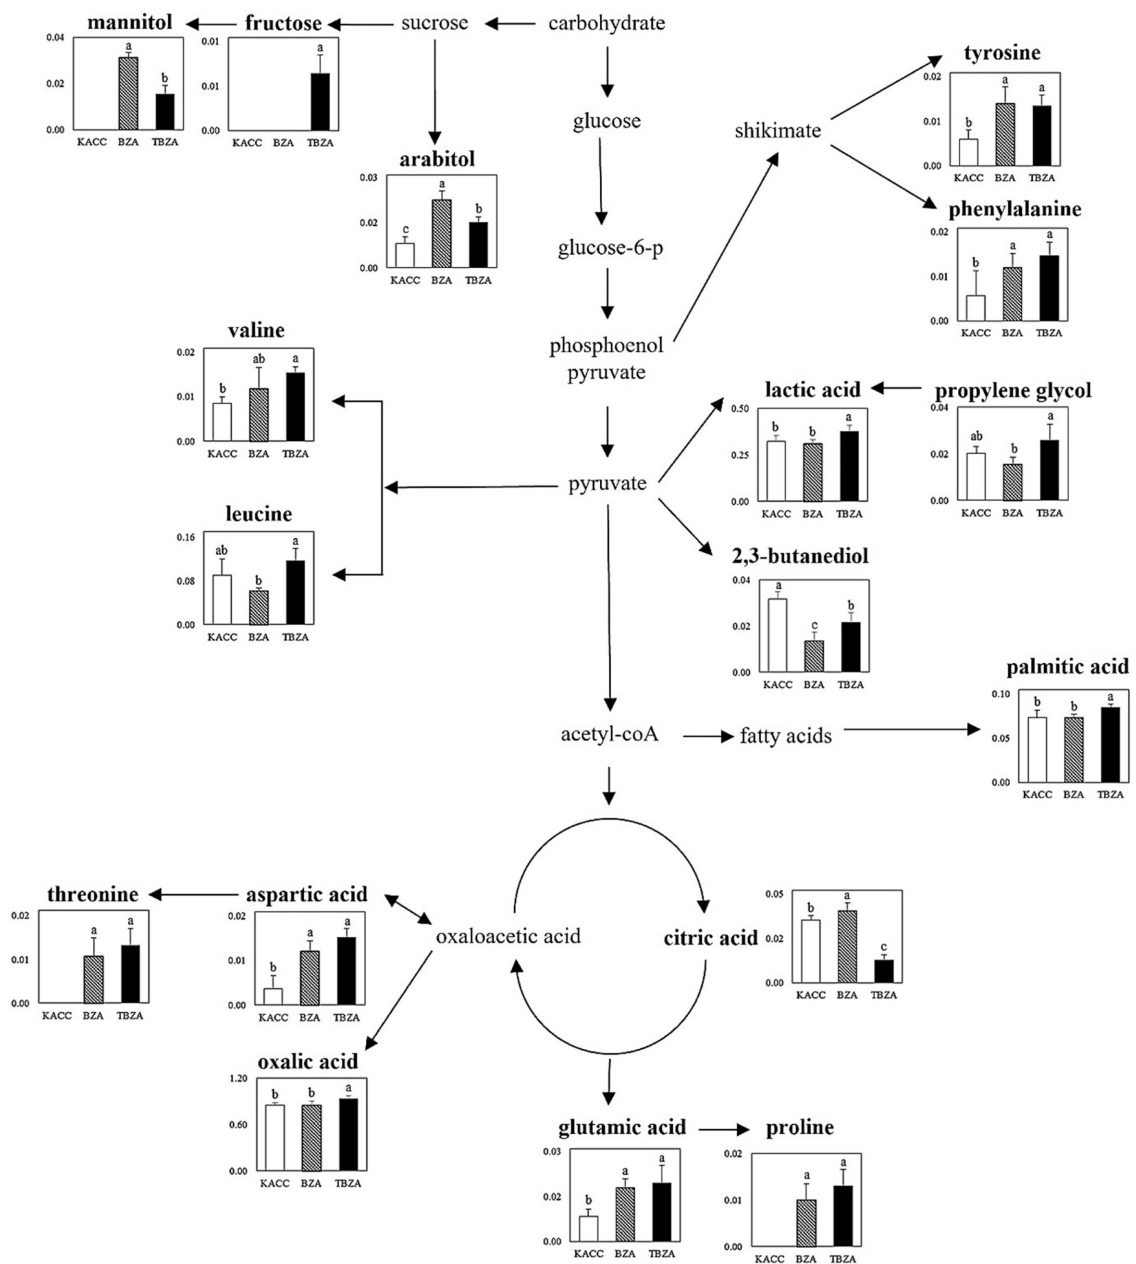 mannitol
fructose
sucrose
carbohydrate
0.04
0.02
0.00
a
b
KACC BZA TBZA
0.01
0.01
0.00
a
KACC BZA TBZA
glucose
shikimate
tyrosine
0.02
0.01
0.00
b
a
a
KACC BZA TBZA
arabitol
0.03
0.02
0.00
c
a
b
KACC BZA TBZA
phenylalanine
0.02
0.01
0.00
b
a
a
KACC BZA TBZA
glucose-6-p
phosphoenol
pyruvate
valine
0.02
0.01
0.00
b
ab
a
KACC BZA TBZA
lactic acid
0.50
0.25
0.00
b
b
a
KACC BZA TBZA
propylene glycol
0.04
0.02
0.00
ab
b
a
KACC BZA TBZA
pyruvate
leucine
0.16
0.08
0.00
ab
b
a
KACC BZA TBZA
2,3-butanediol
0.04
0.02
0.00
a
c
b
KACC BZA TBZA
acetyl-coA
fatty acids
palmitic acid
0.10
0.05
0.00
b
b
a
KACC BZA TBZA
threonine
0.02
0.01
0.00
a
a
KACC BZA TBZA
aspartic acid
0.02
0.01
0.00
b
a
a
KACC BZA TBZA
oxaloacetic acid
citric acid
0.05
0.02
0.00
b
a
c
KACC BZA TBZA
oxalic acid
1.20
0.60
0.00
b
b
a
KACC BZA TBZA
glutamic acid
0.03
0.02
0.00
b
a
a
KACC BZA TBZA
proline
0.02
0.01
0.00
a
a
KACC BZA TBZA